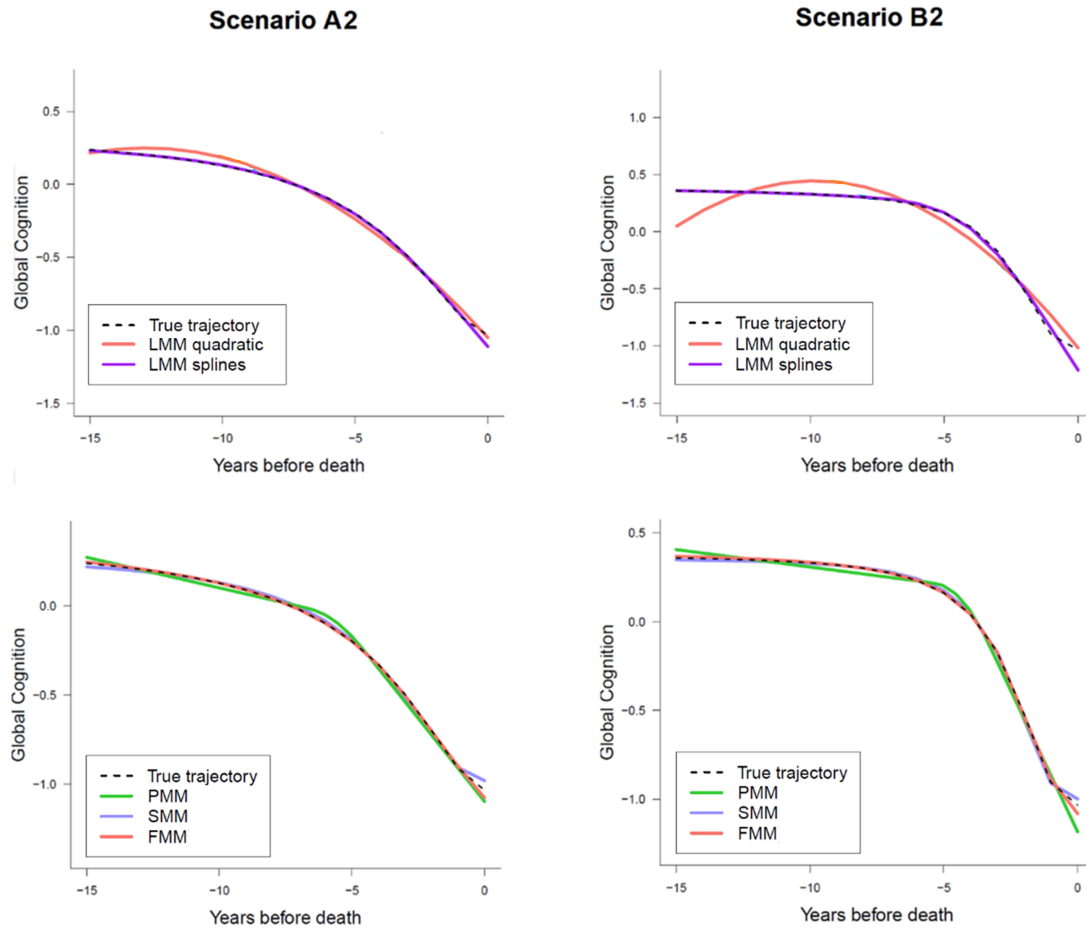 Scenario A2
Scenario B2
Global Cognition
0.5
0.0
−0.5
−1.0
−1.5
True trajectory
LMM quadratic
LMM splines
−15
−10
−5
0
Years before death
Global Cognition
1.0
0.5
0.0
−0.5
−1.0
−1.5
True trajectory
LMM quadratic
LMM splines
−15
−10
−5
0
Years before death
Global Cognition
0.0
−0.5
−1.0
True trajectory
PMM
SMM
FMM
−15
−10
−5
0
Years before death
Global Cognition
0.5
0.0
−0.5
−1.0
True trajectory
PMM
SMM
FMM
−15
−10
−5
0
Years before death